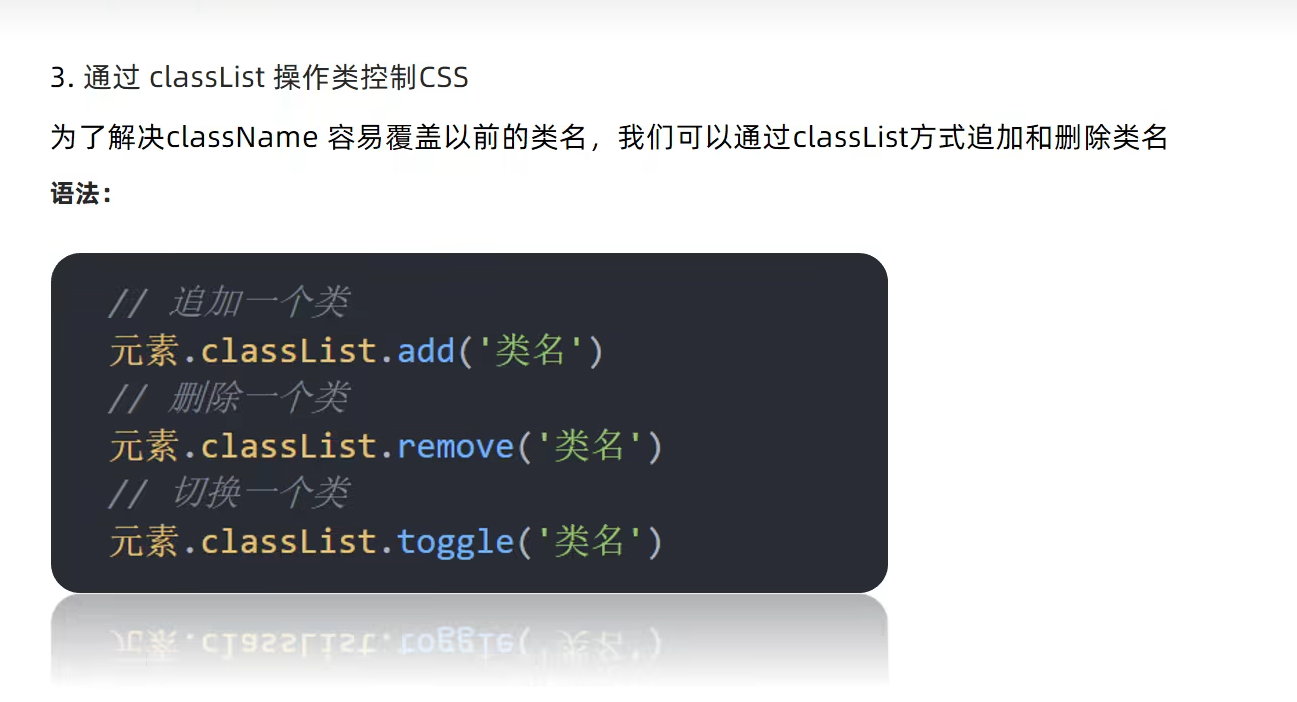 3. 通过 classList 操作类控制CSS
为了解决className 容易覆盖以前的类名，我们可以通过classList方式追加和删除类名
语法：
// 追加一个类
元素.classList.add('类名')
// 删除一个类
元素.classList.remove('类名')
// 切换一个类
元素.classList.toggle('类名')